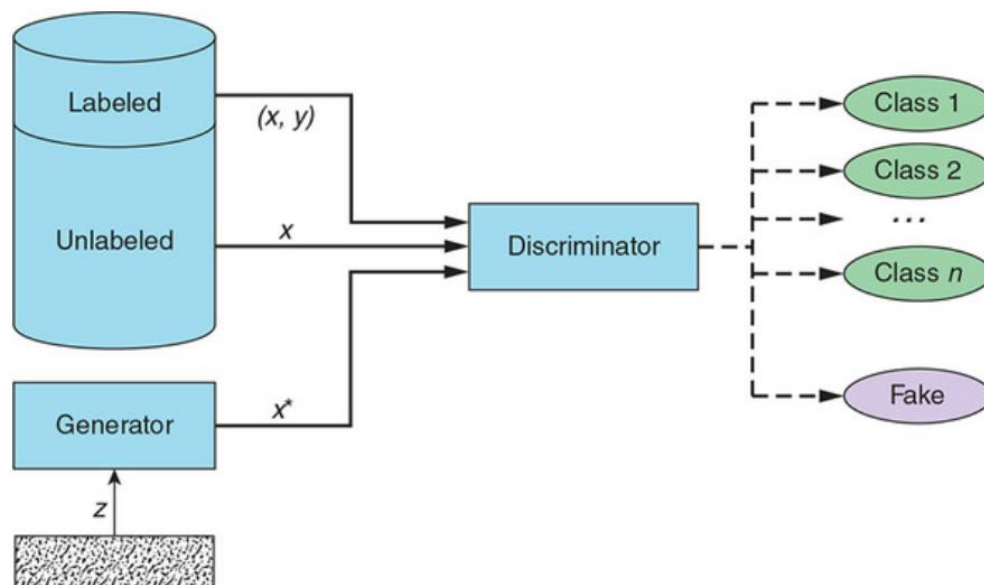 Labeled
(x, y)
Unlabeled
x
Generator
x*
z
Discriminator
Class 1
Class 2
...
Class n
Fake